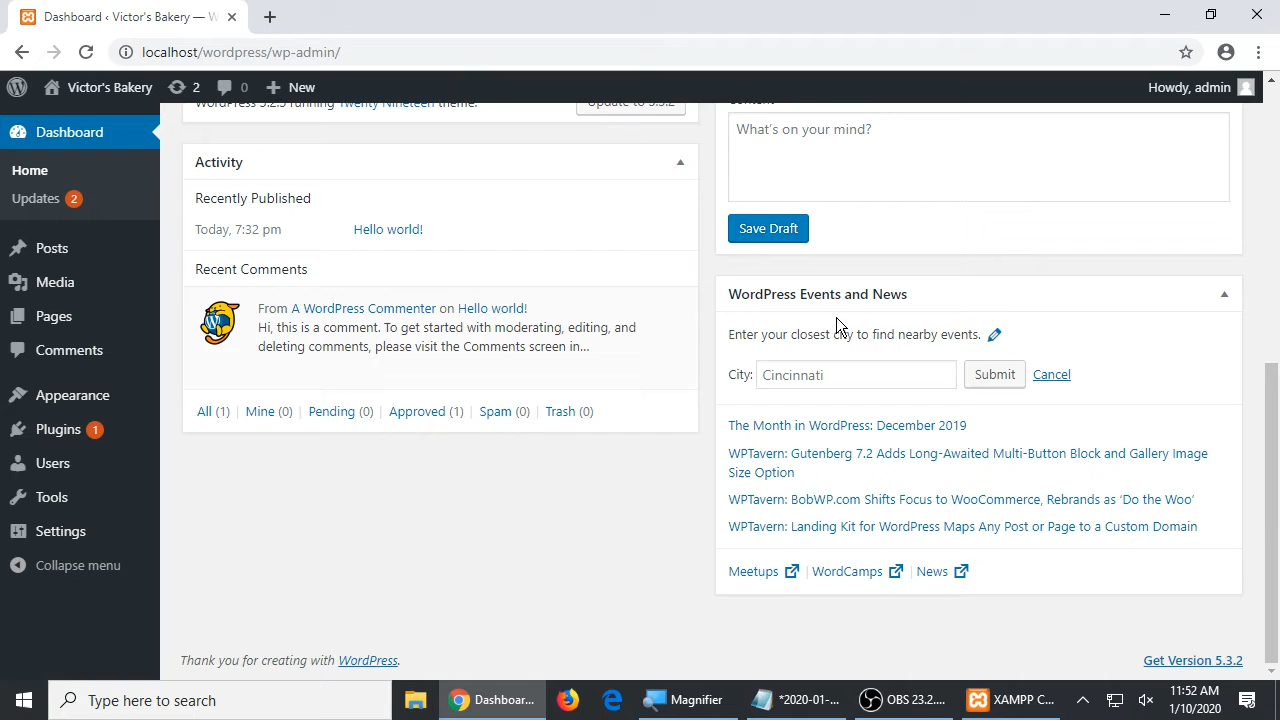 Dashboard ‹ Victor's Bakery — W
localhost/wordpress/wp-admin/
Victor's Bakery 2 0 New Howdy, admin
Dashboard
Home
Updates 2
Posts
Media
Pages
Comments
Appearance
Plugins 1
Users
Tools
Settings
Collapse menu
WordPress 5.2.5 running Twenty Nineteen theme. Update to 5.3.2
Activity
Recently Published
Today, 7:32 pm Hello world!
Recent Comments
From A WordPress Commenter on Hello world!
Hi, this is a comment. To get started with moderating, editing, and
deleting comments, please visit the Comments screen in…
All (1) | Mine (0) | Pending (0) | Approved (1) | Spam (0) | Trash (0)
Content
What's on your mind?
Save Draft
WordPress Events and News
Enter your closest city to find nearby events.
City: Cincinnati Submit Cancel
The Month in WordPress: December 2019
WPTavern: Gutenberg 7.2 Adds Long-Awaited Multi-Button Block and Gallery Image
Size Option
WPTavern: BobWP.com Shifts Focus to WooCommerce, Rebrands as ‘Do the Woo’
WPTavern: Landing Kit for WordPress Maps Any Post or Page to a Custom Domain
Meetups | WordCamps | News
Thank you for creating with WordPress. Get Version 5.3.2
Type here to search
Dashboar...
Magnifier
*2020-01-...
OBS 23.2....
XAMPP C...
11:52 AM
1/10/2020